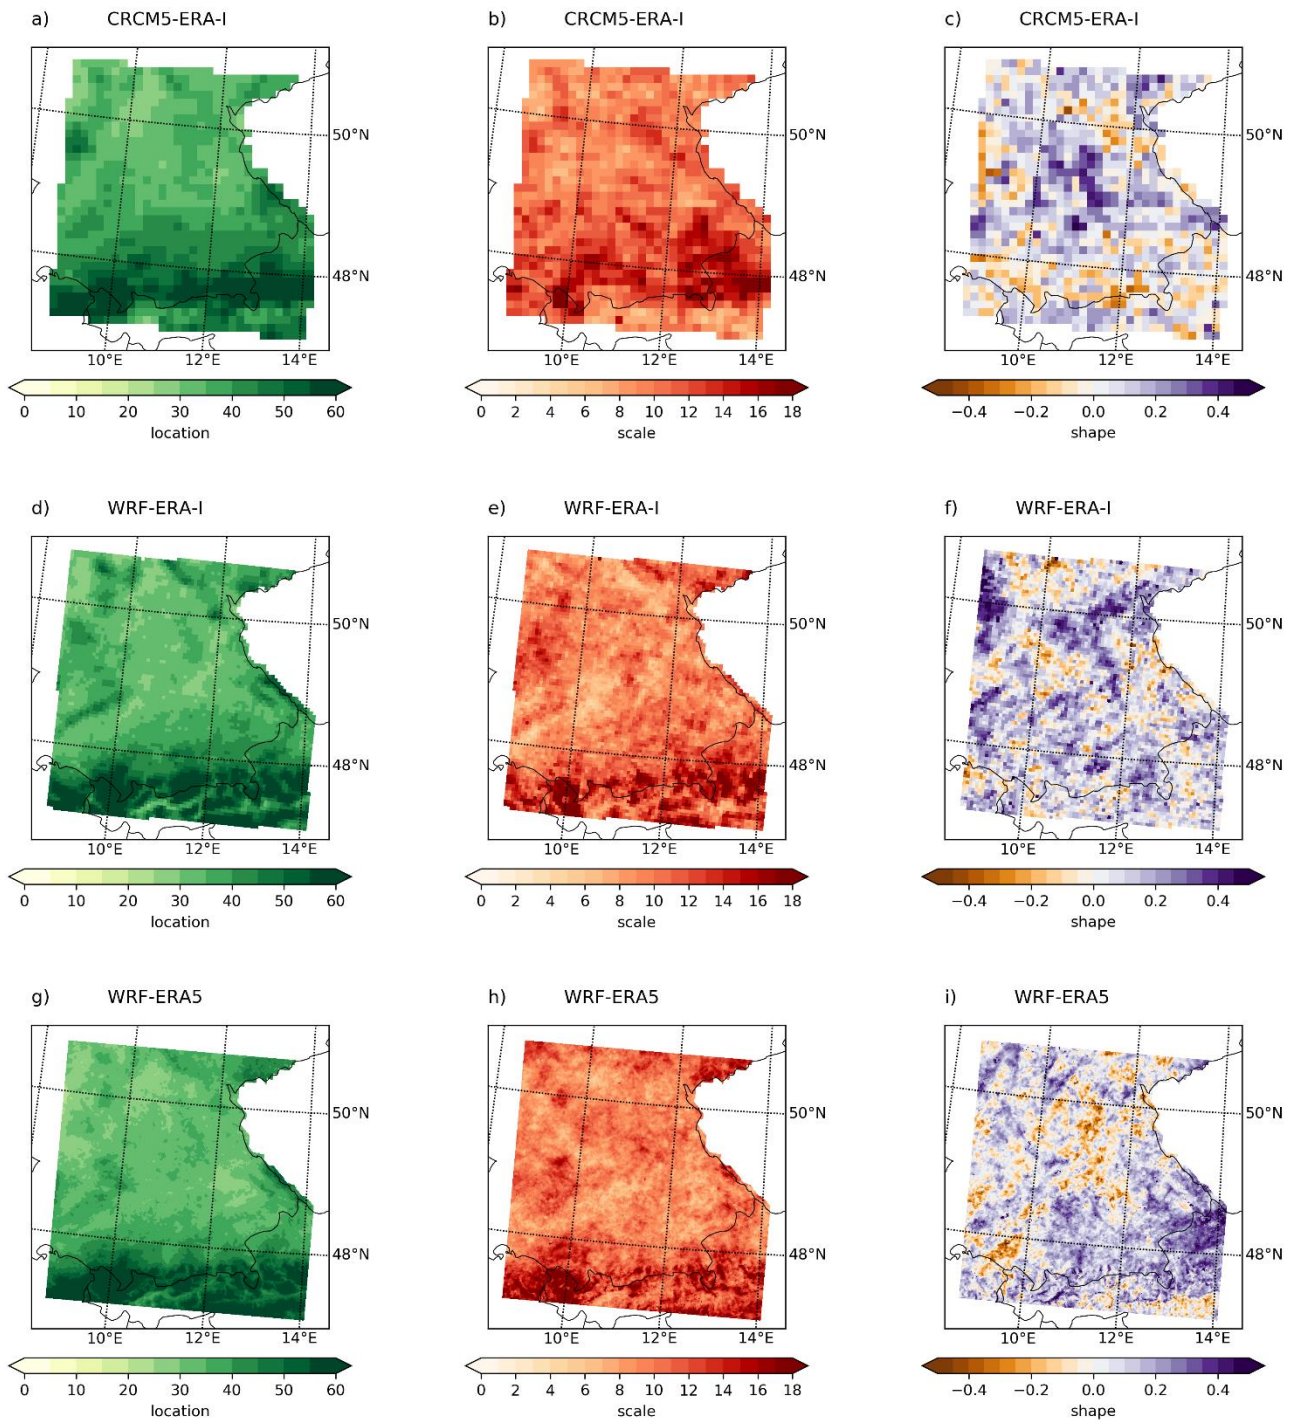 a) CRCM5-ERA-I
b) CRCM5-ERA-I
c) CRCM5-ERA-I
50°N
48°N
10°E 12°E 14°E
50°N
48°N
10°E 12°E 14°E
50°N
48°N
10°E 12°E 14°E
0 10 20 30 40 50 60
location
0 2 4 6 8 10 12 14 16 18
scale
−0.4 −0.2 0.0 0.2 0.4
shape
d) WRF-ERA-I
e) WRF-ERA-I
f) WRF-ERA-I
50°N
48°N
10°E 12°E 14°E
50°N
48°N
10°E 12°E 14°E
50°N
48°N
10°E 12°E 14°E
0 10 20 30 40 50 60
location
0 2 4 6 8 10 12 14 16 18
scale
−0.4 −0.2 0.0 0.2 0.4
shape
g) WRF-ERA5
h) WRF-ERA5
i) WRF-ERA5
50°N
48°N
10°E 12°E 14°E
50°N
48°N
10°E 12°E 14°E
50°N
48°N
10°E 12°E 14°E
0 10 20 30 40 50 60
location
0 2 4 6 8 10 12 14 16 18
scale
−0.4 −0.2 0.0 0.2 0.4
shape